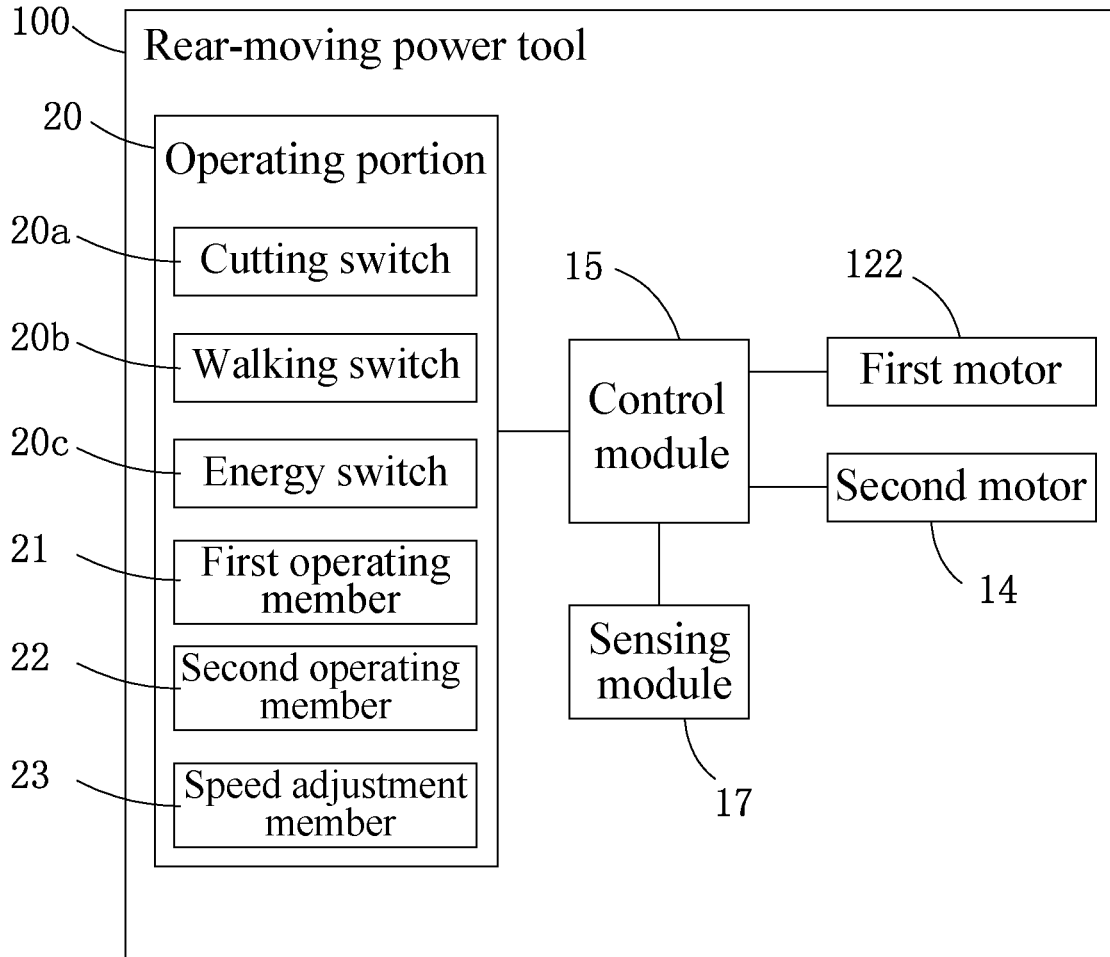 100
Rear-moving power tool
20
Operating portion
20a
Cutting switch
20b
Walking switch
20c
Energy switch
21
First operating
member
22
Second operating
member
23
Speed adjustment
member
15
Control
module
122
First motor
Second motor
14
Sensing
module
17